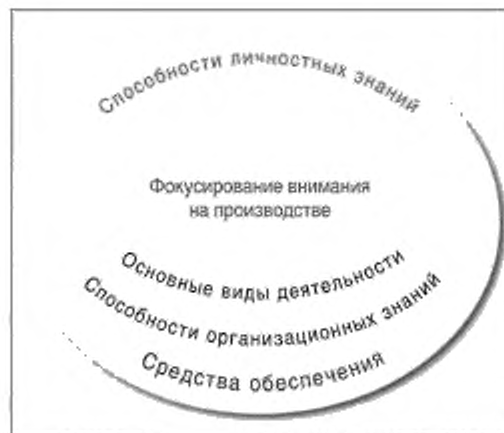 Способности личностных знаний
Фокусирование внимания
на производстве
Основные виды деятельности
Способности организационных знаний
Средства обеспечения